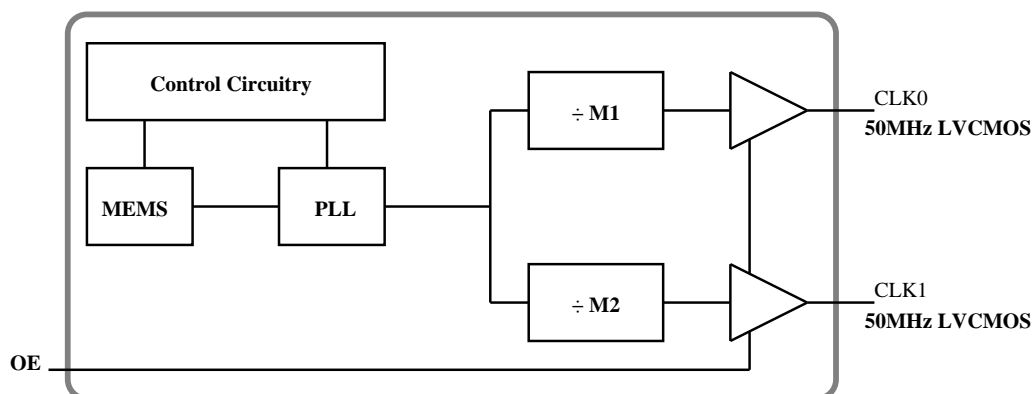 Control Circuitry
MEMS
PLL
÷ M1
÷ M2
CLK0
50MHz LVCMOS
CLK1
50MHz LVCMOS
OE